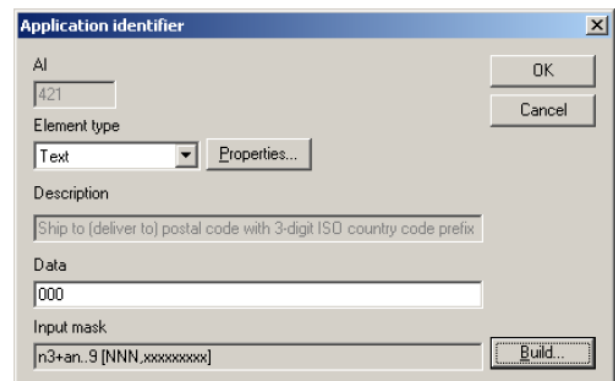 Application identifier
AI
OK
421
Cancel
Element type
Text
Properties...
Description
Ship to (deliver to) postal code with 3-digit ISO country code prefix
Data
000
Input mask
n3+an..9 [NNN,xxxxxxxxx]
Build...